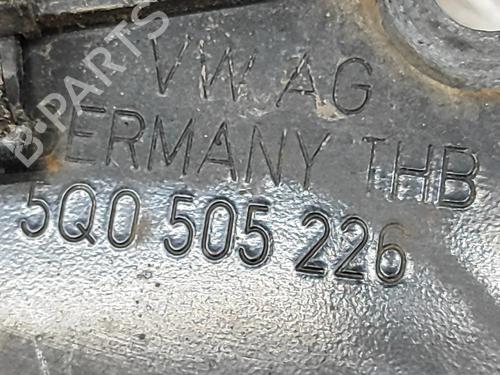 B-PARTS
VW AG
ERMANY THB
5Q0 505 226